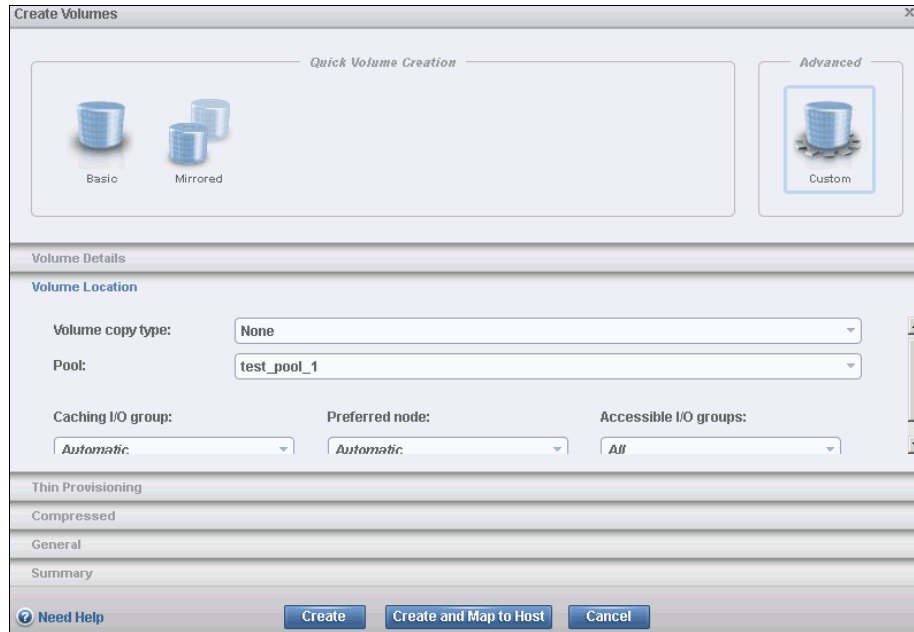 Create Volumes
Quick Volume Creation
Advanced
Basic
Mirrored
Custom
Volume Details
Volume Location
Volume copy type:
None
Pool:
test_pool_1
Caching I/O group:
Preferred node:
Accessible I/O groups:
Automatic
Automatic
All
Thin Provisioning
Compressed
General
Summary
Need Help
Create
Create and Map to Host
Cancel